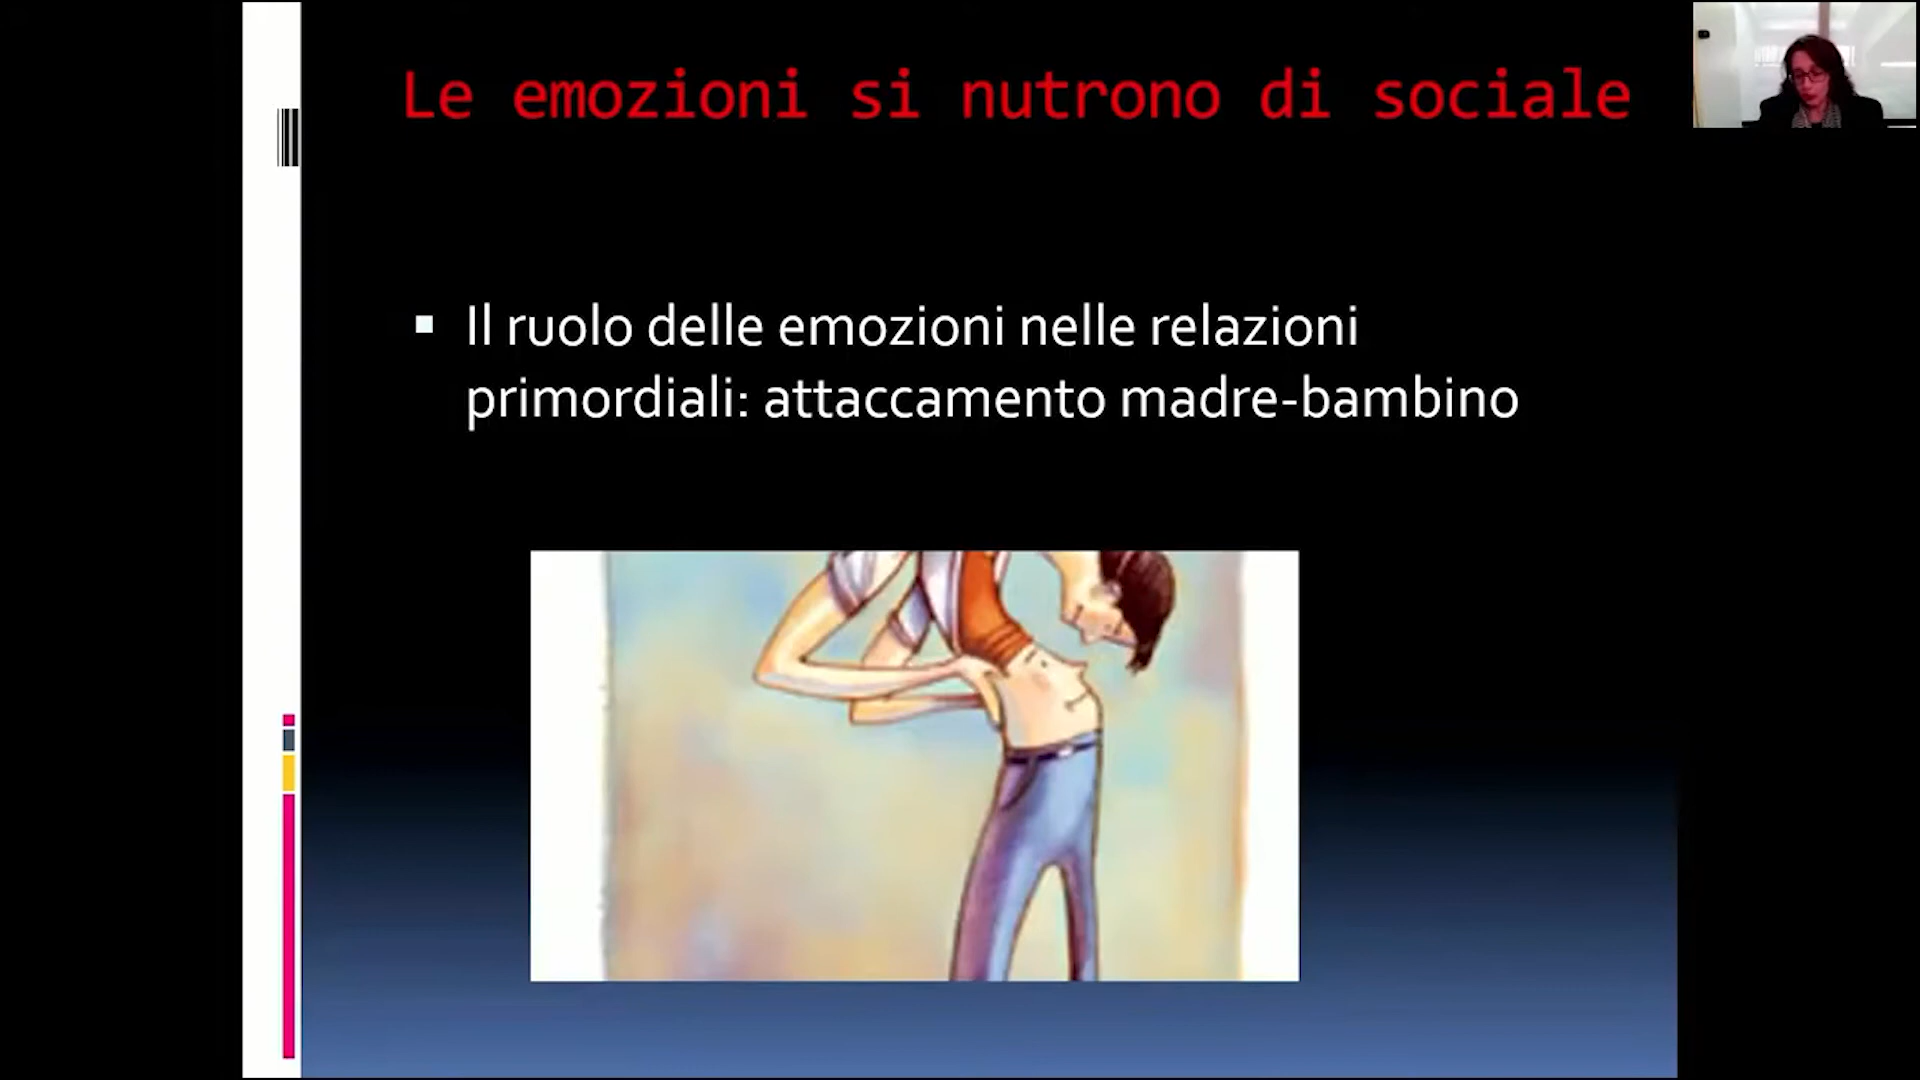 Le emozioni si nutrono di sociale
Il ruolo delle emozioni nelle relazioni
primordiali: attaccamento madre-bambino